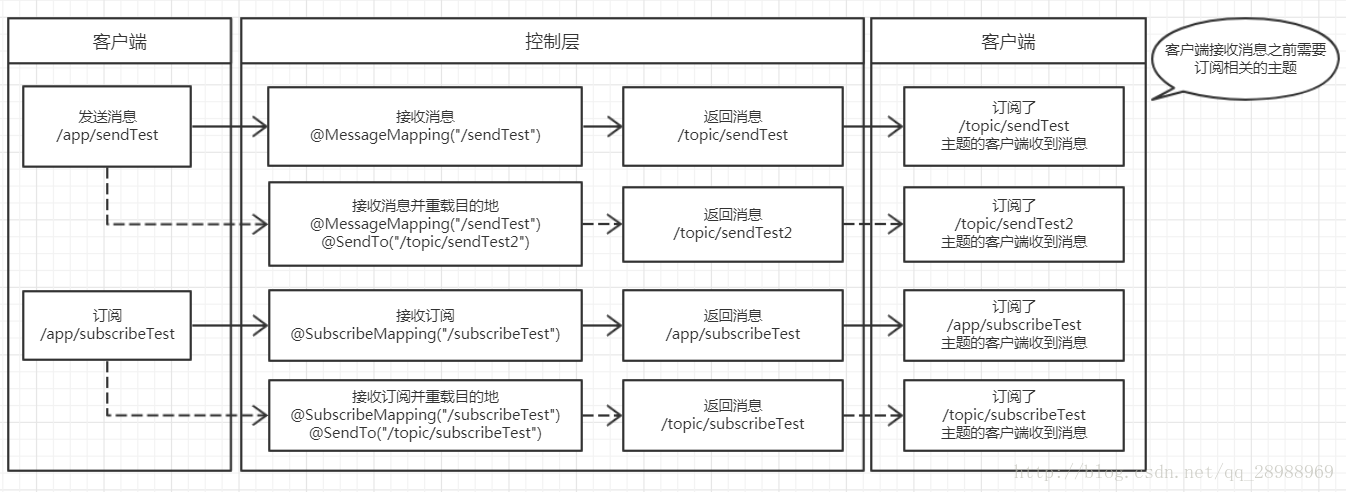 客户端
控制层
客户端
客户端接收消息之前需要
订阅相关的主题
发送消息
/app/sendTest
接收消息
@MessageMapping("/sendTest")
返回消息
/topic/sendTest
订阅了
/topic/sendTest
主题的客户端收到消息
接收消息并重载目的地
@MessageMapping("/sendTest")
@SendTo("/topic/sendTest2")
返回消息
/topic/sendTest2
订阅了
/topic/sendTest2
主题的客户端收到消息
订阅
/app/subscribeTest
接收订阅
@SubscribeMapping("/subscribeTest")
返回消息
/app/subscribeTest
订阅了
/app/subscribeTest
主题的客户端收到消息
接收订阅并重载目的地
@SubscribeMapping("/subscribeTest")
@SendTo("/topic/subscribeTest")
返回消息
/topic/subscribeTest
订阅了
/topic/subscribeTest
主题的客户端收到消息
http://blog.csdn.net/qq_28988969